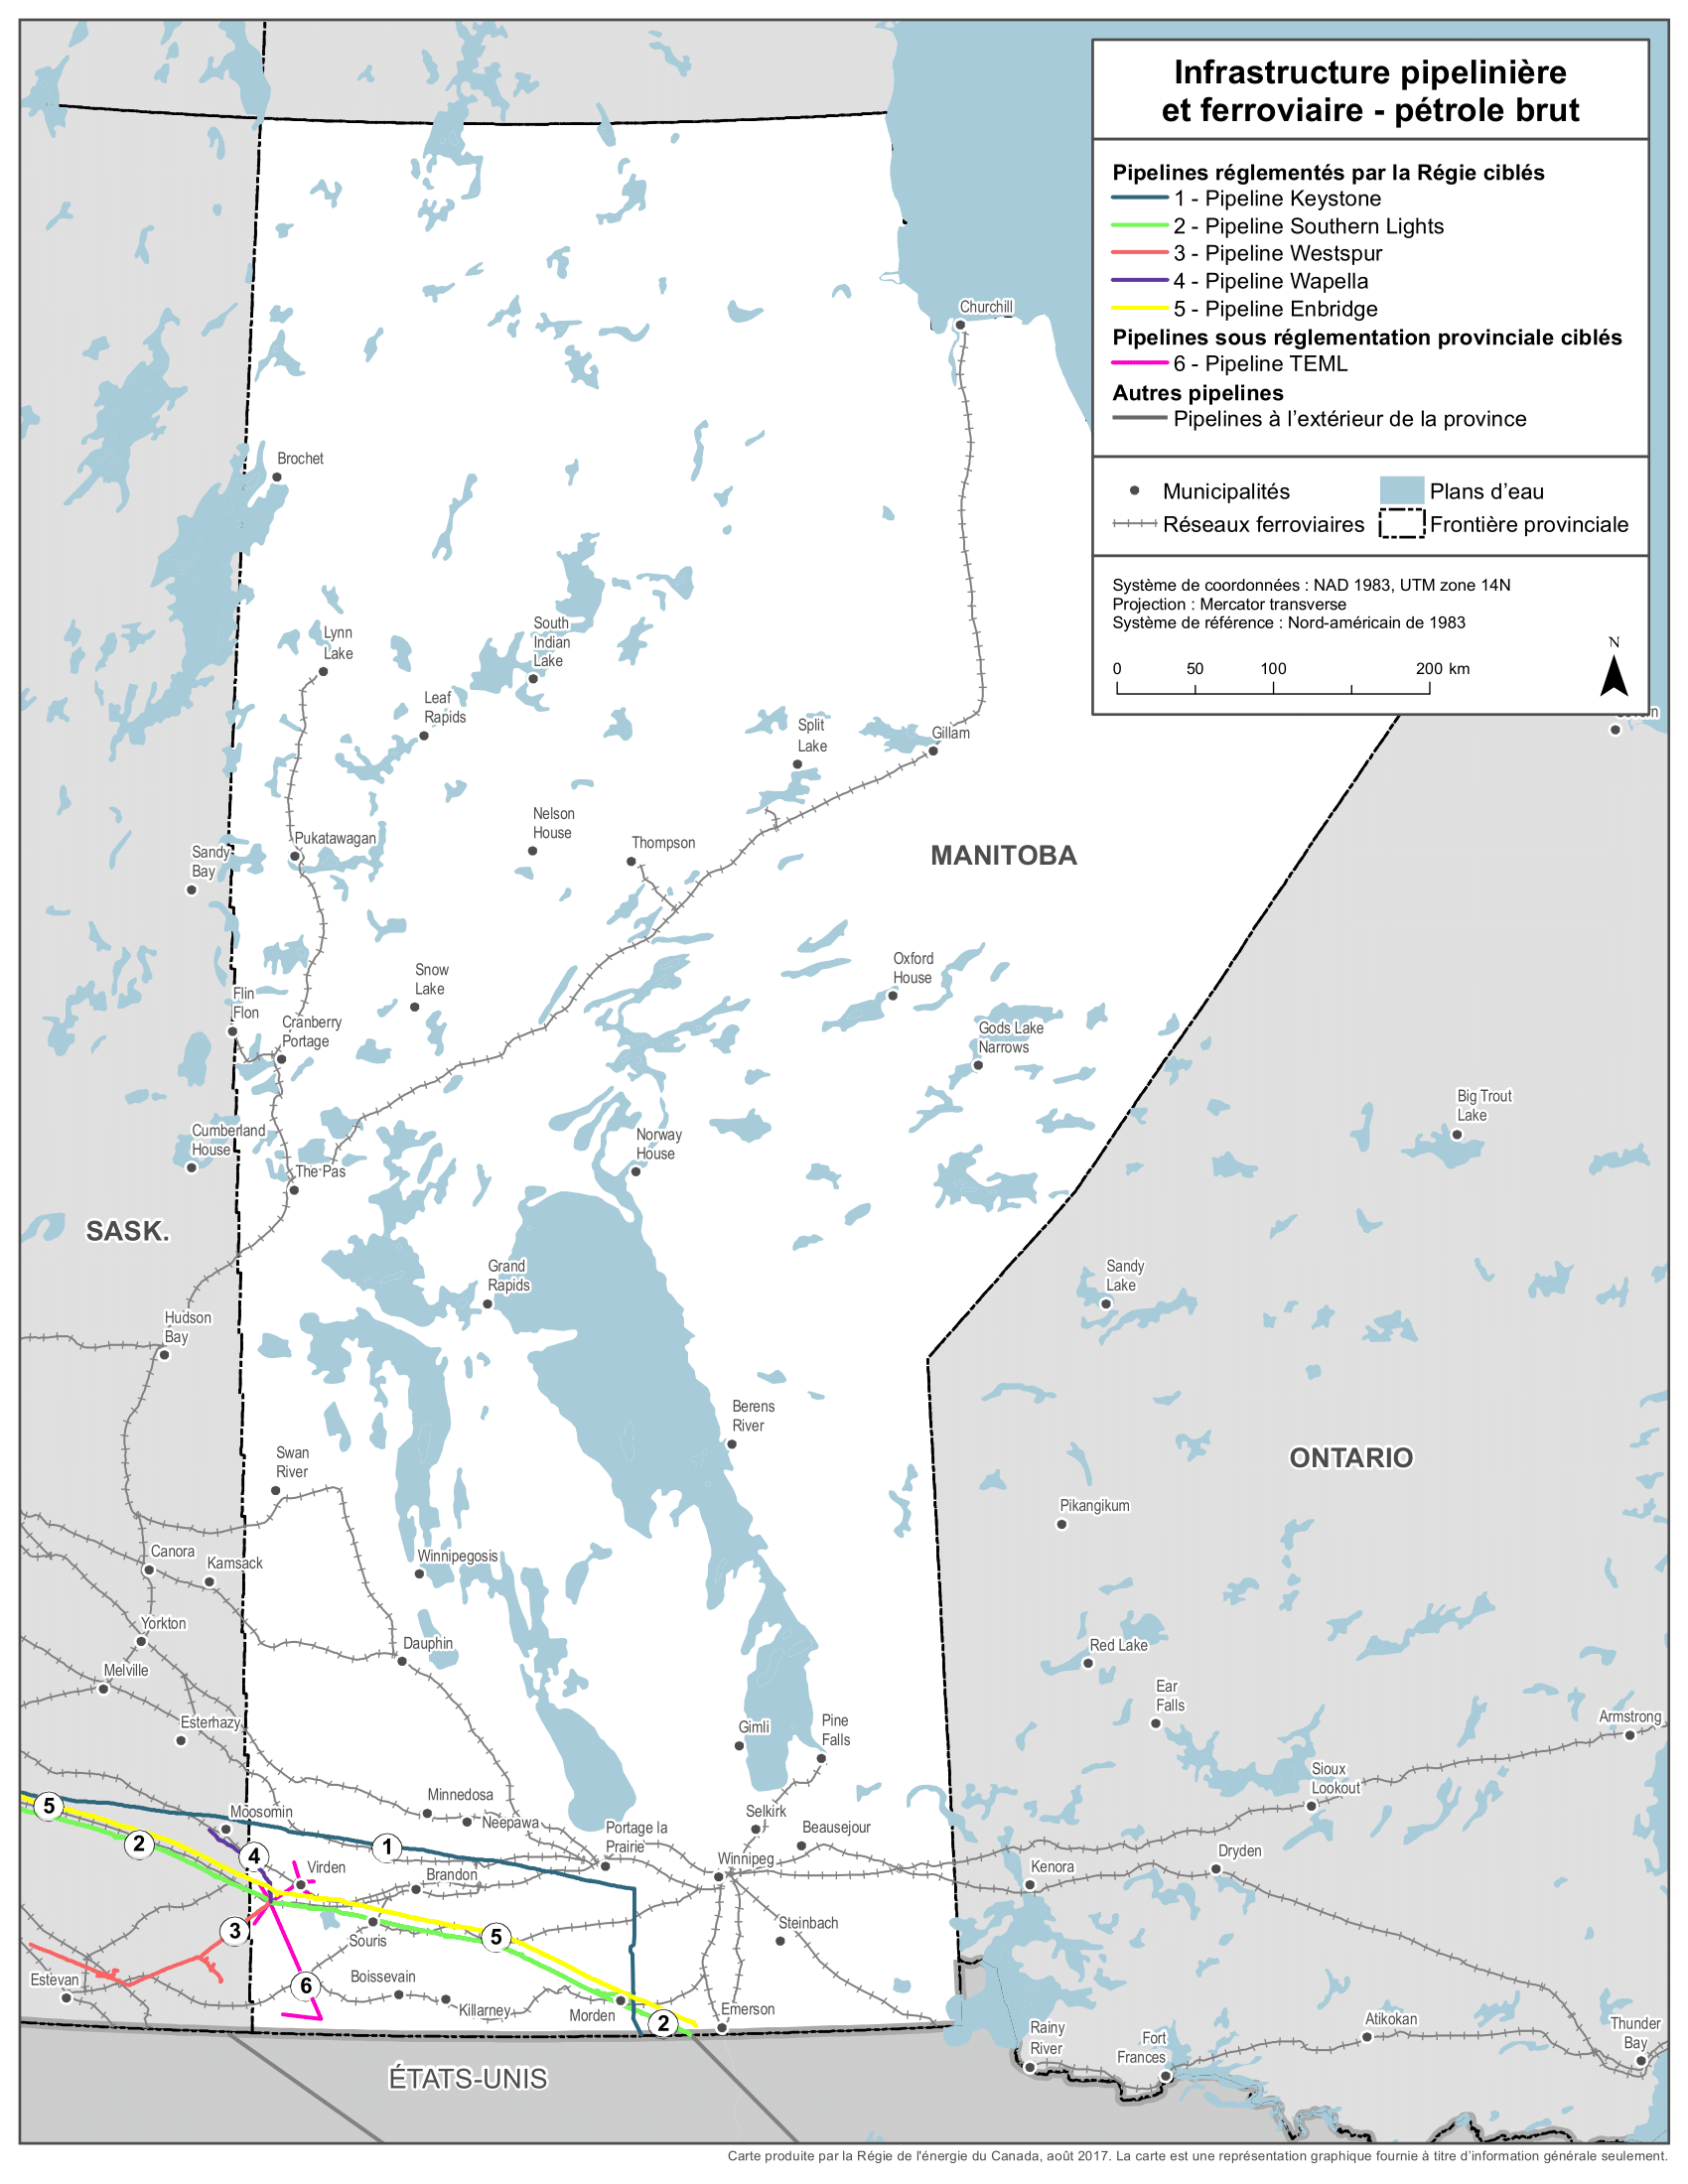 Infrastructure pipelinière
et ferroviaire - pétrole brut
Pipelines réglementés par la Régie ciblés
1 - Pipeline Keystone
2 - Pipeline Southern Lights
3 - Pipeline Westspur
4 - Pipeline Wapella
5 - Pipeline Enbridge
Pipelines sous réglementation provinciale ciblés
6 - Pipeline TEML
Autres pipelines
Pipelines à l'extérieur de la province
Municipalités
Plans d'eau
Réseaux ferroviaires
Frontière provinciale
Système de coordonnées : NAD 1983, UTM zone 14N
Projection : Mercator transverse
Système de référence : Nord-américain de 1983
N
0 50 100 200 km
Churchill
Brochet
Lynn
Lake
South
Indian
Lake
Leaf
Rapids
Split
Lake
Gillam
Nelson
House
Thompson
Pukatawagan
Sandy
Bay
MANITOBA
Snow
Lake
Oxford
House
Flin
Flon
Cranberry
Portage
Gods Lake
Narrows
Big Trout
Lake
Cumberland
House
Norway
House
The Pas
SASK.
Grand
Rapids
Sandy
Lake
Hudson
Bay
Berens
River
Swan
River
ONTARIO
Pikangikum
Canora
Kamsack
Winnipegosis
Yorkton
Dauphin
Red Lake
Melville
Ear
Falls
Esterhazy
Gimli
Pine
Falls
Armstrong
Sioux
Lookout
5
Moosomin
Minnedosa
Neepawa
Portage la
Prairie
Selkirk
Beausejour
2
4
1
Virden
Brandon
Winnipeg
Kenora
Dryden
3
Souris
5
Steinbach
Estevan
6
Boissevain
Killarney
Morden
2
Emerson
Rainy
River
Fort
Frances
Atikokan
Thunder
Bay
ÉTATS-UNIS
Carte produite par la Régie de l'énergie du Canada, août 2017. La carte est une représentation graphique fournie à titre d'information générale seulement.